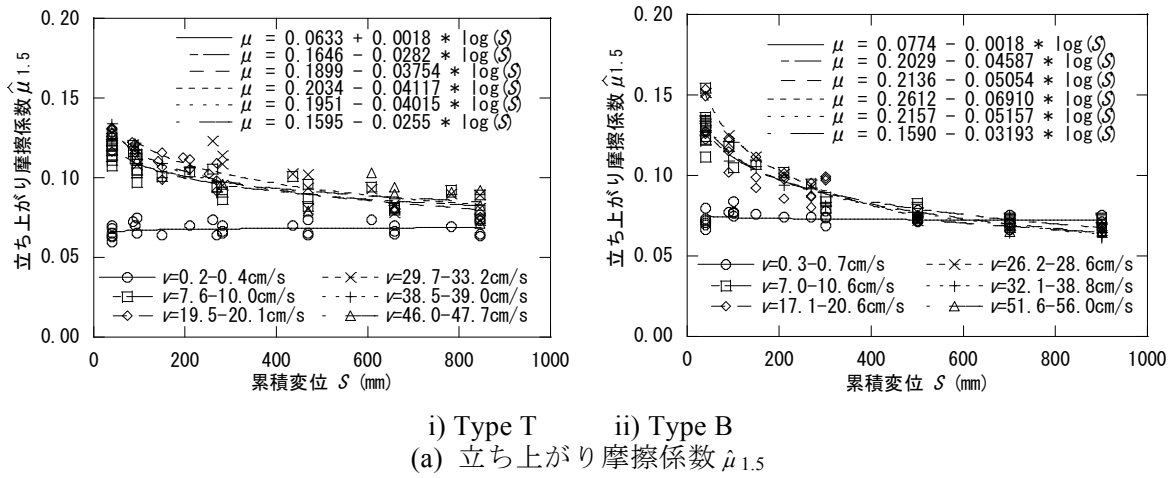 立ち上がり摩擦係数 μ̂1.5
0.20
0.15
0.10
0.05
0.00
μ = 0.0633 + 0.0018 * log(S)
μ = 0.1646 - 0.0282 * log(S)
μ = 0.1899 - 0.03754 * log(S)
μ = 0.2034 - 0.04117 * log(S)
μ = 0.1951 - 0.04015 * log(S)
μ = 0.1595 - 0.0255 * log(S)
v=0.2-0.4cm/s
v=7.6-10.0cm/s
v=19.5-20.1cm/s
v=29.7-33.2cm/s
v=38.5-39.0cm/s
v=46.0-47.7cm/s
0 200 400 600 800 1000
累積変位 S (mm)
立ち上がり摩擦係数 μ̂1.5
0.20
0.15
0.10
0.05
0.00
μ = 0.0774 - 0.0018 * log(S)
μ = 0.2029 - 0.04587 * log(S)
μ = 0.2136 - 0.05054 * log(S)
μ = 0.2612 - 0.06910 * log(S)
μ = 0.2157 - 0.05157 * log(S)
μ = 0.1590 - 0.03193 * log(S)
v=0.3-0.7cm/s
v=7.0-10.6cm/s
v=17.1-20.6cm/s
v=26.2-28.6cm/s
v=32.1-38.8cm/s
v=51.6-56.0cm/s
0 200 400 600 800 1000
累積変位 S (mm)
i) Type T ii) Type B
(a) 立ち上がり摩擦係数 μ̂1.5